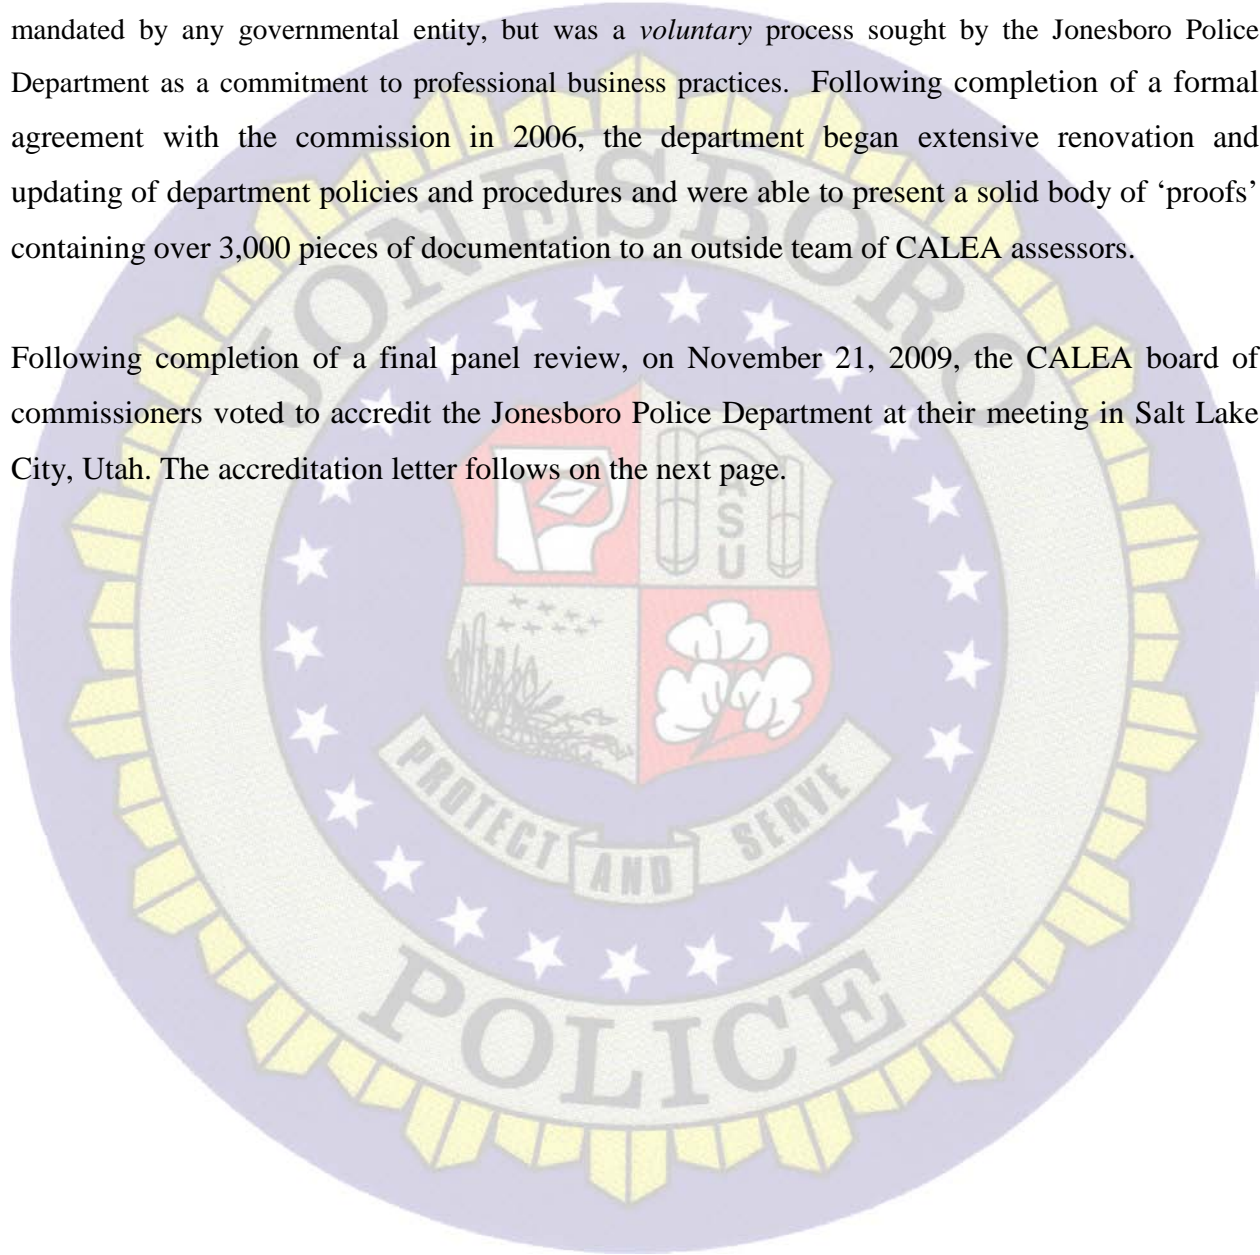 mandated by any governmental entity, but was a voluntary process sought by the Jonesboro Police
Department as a commitment to professional business practices. Following completion of a formal
agreement with the commission in 2006, the department began extensive renovation and
updating of department policies and procedures and were able to present a solid body of ‘proofs’
containing over 3,000 pieces of documentation to an outside team of CALEA assessors.
Following completion of a final panel review, on November 21, 2009, the CALEA board of
commissioners voted to accredit the Jonesboro Police Department at their meeting in Salt Lake
City, Utah. The accreditation letter follows on the next page.
JONESBORO
ASU
PROTECT AND SERVE
POLICE